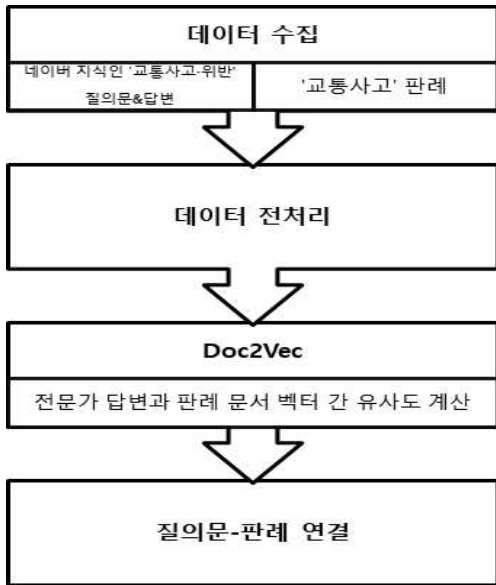 데이터 수집
네이버 지식인 '교통사고·위반'
질의문&답변
'교통사고' 판례
데이터 전처리
Doc2Vec
전문가 답변과 판례 문서 벡터 간 유사도 계산
질의문-판례 연결